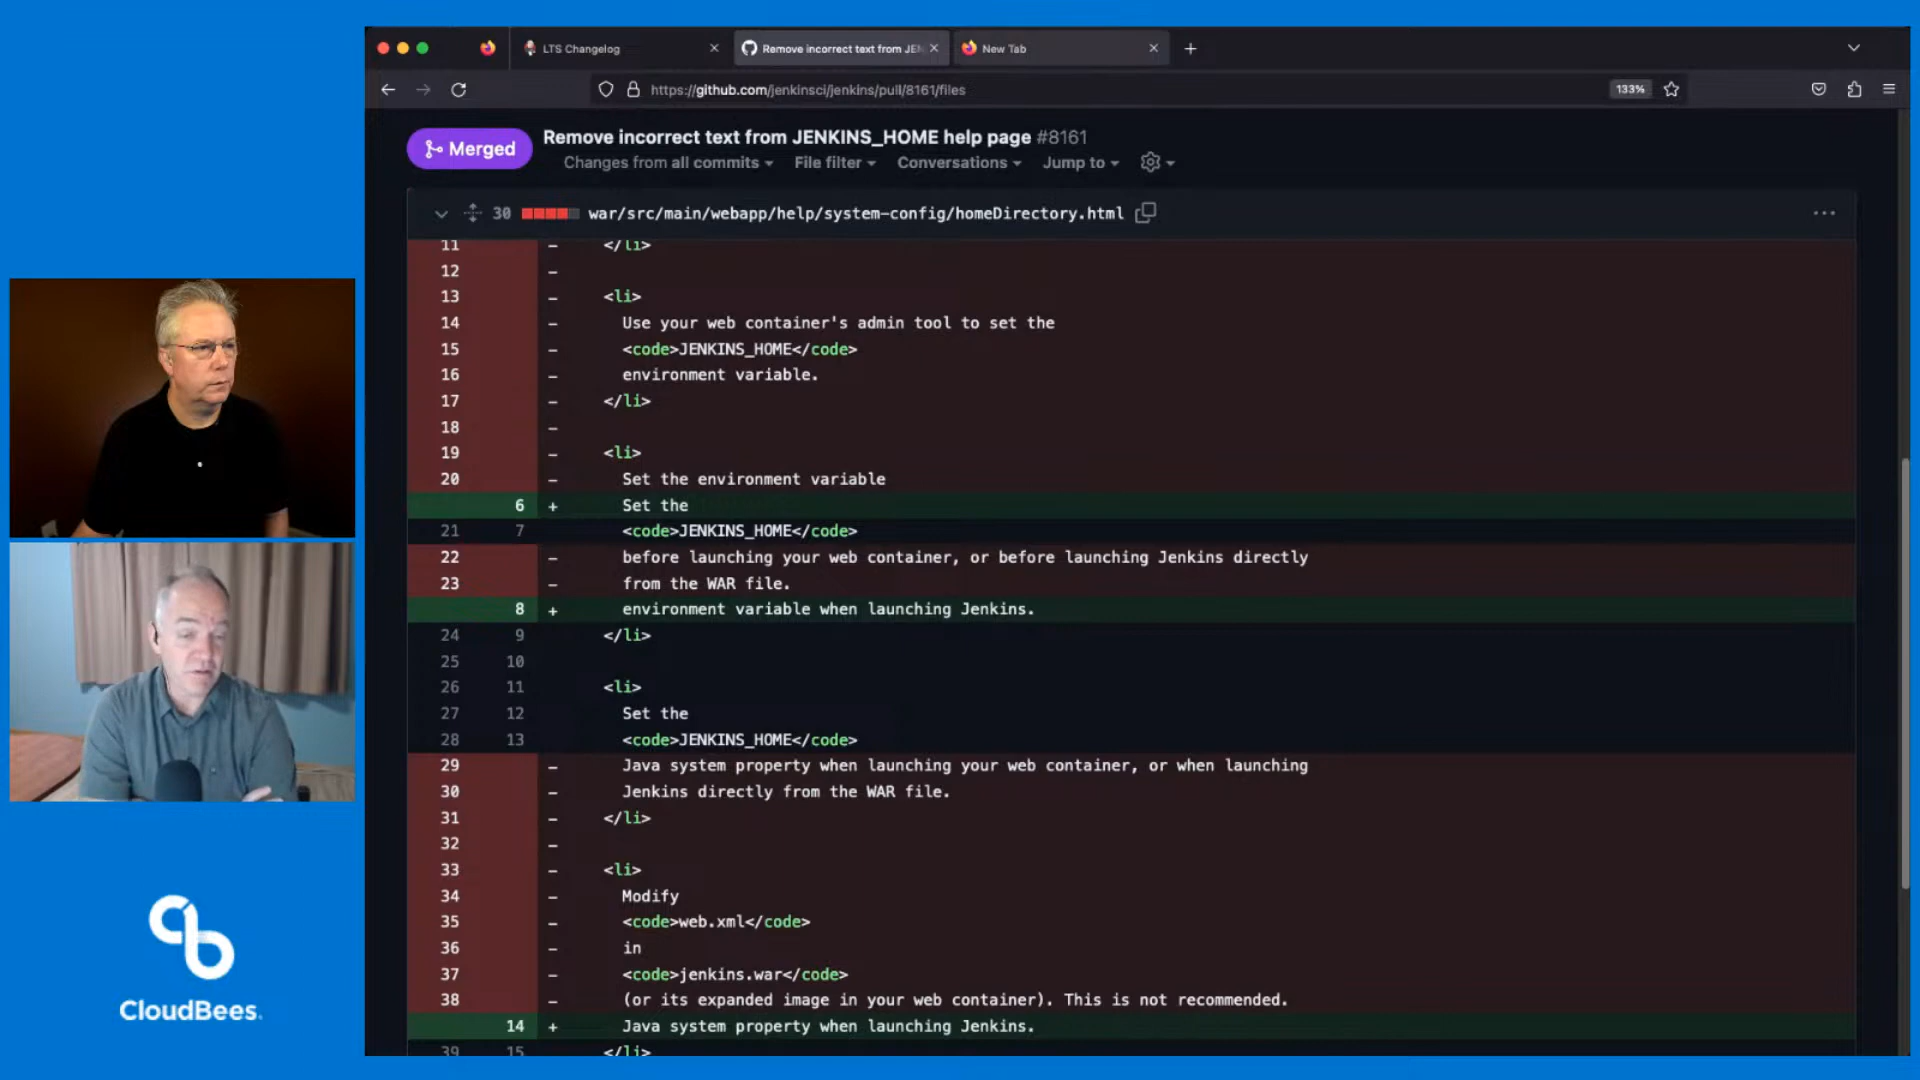 LTS Changelog
Remove incorrect text from JEN
New Tab
https://github.com/jenkinsci/jenkins/pull/8161/files
133%
Merged
Remove incorrect text from JENKINS_HOME help page #8161
Changes from all commits
File filter
Conversations
Jump to
30 war/src/main/webapp/help/system-config/homeDirectory.html
11 - </li>
12 -
13 - <li>
14 - Use your web container's admin tool to set the
15 - <code>JENKINS_HOME</code>
16 - environment variable.
17 - </li>
18 -
19 - <li>
20 - Set the environment variable
6 + Set the
21 7 <code>JENKINS_HOME</code>
22 - before launching your web container, or before launching Jenkins directly
23 - from the WAR file.
8 + environment variable when launching Jenkins.
24 9 </li>
25 10
26 11 <li>
27 12 Set the
28 13 <code>JENKINS_HOME</code>
29 - Java system property when launching your web container, or when launching
30 - Jenkins directly from the WAR file.
31 - </li>
32 -
33 - <li>
34 - Modify
35 - <code>web.xml</code>
36 - in
37 - <code>jenkins.war</code>
38 - (or its expanded image in your web container). This is not recommended.
14 + Java system property when launching Jenkins.
39 15 </li>
CloudBees.